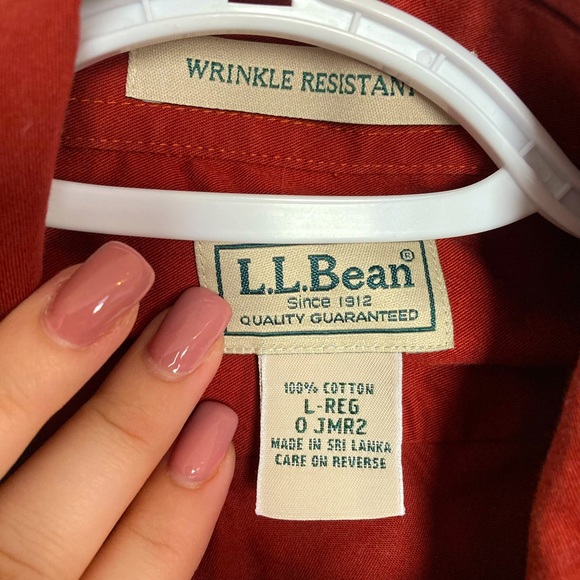 WRINKLE RESISTANT
L.L.Bean®
Since 1912
QUALITY GUARANTEED
100% COTTON
L-REG
0 JMR2
MADE IN SRI LANKA
CARE ON REVERSE